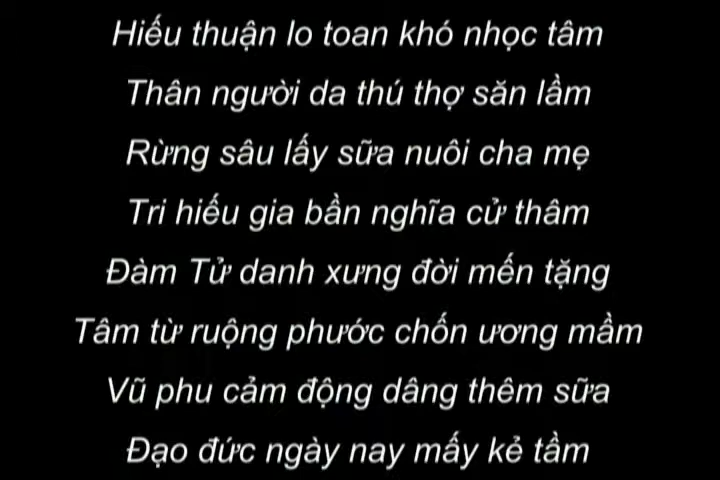 Hiếu thuận lo toan khó nhọc tâm
Thân người da thú thợ săn lầm
Rừng sâu lấy sữa nuôi cha mẹ
Tri hiếu gia bần nghĩa cử thâm
Đàm Tử danh xưng đời mến tặng
Tâm từ ruộng phước chốn ương mầm
Vũ phu cảm động dâng thêm sữa
Đạo đức ngày nay mấy kẻ tầm